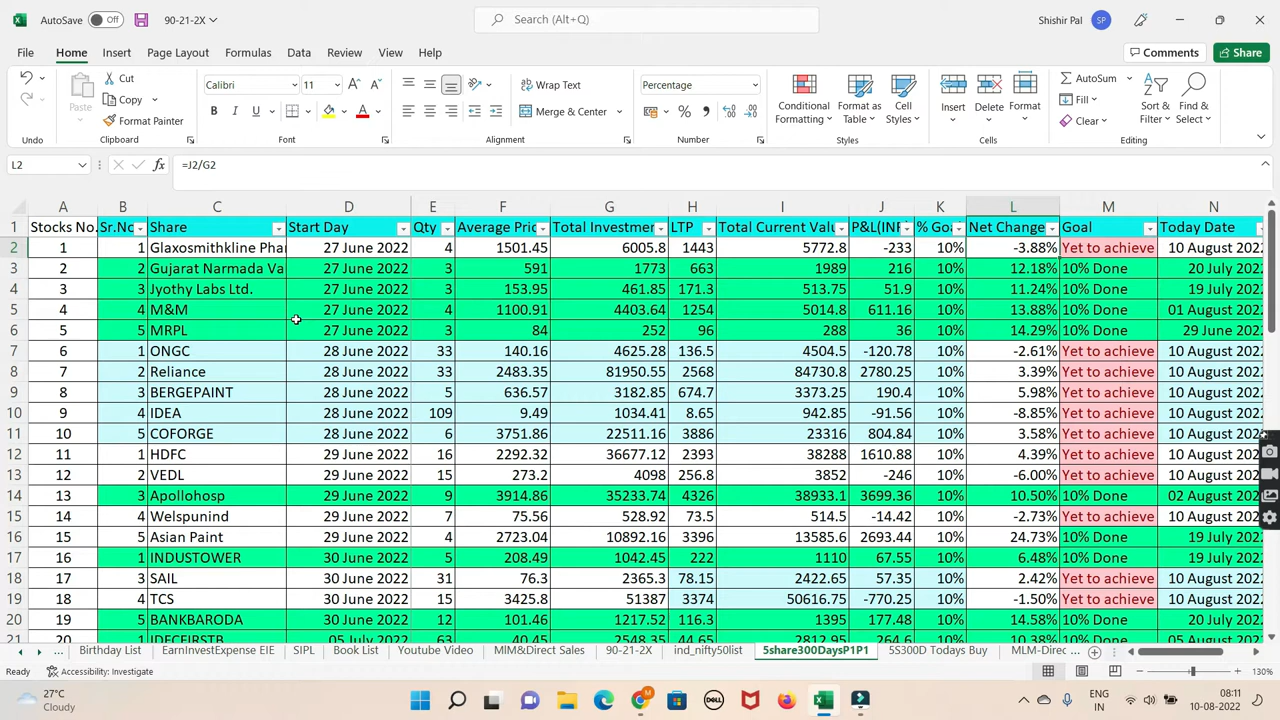 AutoSave Off 90-21-2X Search (Alt+Q) Shishir Pal SP
File Home Insert Page Layout Formulas Data Review View Help Comments Share
Undo
Paste Cut Copy Format Painter Clipboard
Calibri 11 B I U Font
Wrap Text Merge & Center Alignment
Percentage % Number
Conditional Formatting Format as Table Cell Styles Styles
Insert Delete Format Cells
AutoSum Fill Clear Sort & Filter Find & Select Editing
L2 fx =J2/G2
A B C D E F G H I J K L M N
1 Stocks No. Sr.No Share Start Day Qty Average Pric Total Investmen LTP Total Current Valu P&L(INF % Goa Net Change Goal Today Date
2 1 1 Glaxosmithkline Phar 27 June 2022 4 1501.45 6005.8 1443 5772.8 -233 10% -3.88% Yet to achieve 10 August 202
3 2 2 Gujarat Narmada Va 27 June 2022 3 591 1773 663 1989 216 10% 12.18% 10% Done 20 July 2022
4 3 3 Jyothy Labs Ltd. 27 June 2022 3 153.95 461.85 171.3 513.75 51.9 10% 11.24% 10% Done 19 July 2022
5 4 4 M&M 27 June 2022 4 1100.91 4403.64 1254 5014.8 611.16 10% 13.88% 10% Done 01 August 202
6 5 5 MRPL 27 June 2022 3 84 252 96 288 36 10% 14.29% 10% Done 29 June 2022
7 6 1 ONGC 28 June 2022 33 140.16 4625.28 136.5 4504.5 -120.78 10% -2.61% Yet to achieve 10 August 202
8 7 2 Reliance 28 June 2022 33 2483.35 81950.55 2568 84730.8 2780.25 10% 3.39% Yet to achieve 10 August 202
9 8 3 BERGEPAINT 28 June 2022 5 636.57 3182.85 674.7 3373.25 190.4 10% 5.98% Yet to achieve 10 August 202
10 9 4 IDEA 28 June 2022 109 9.49 1034.41 8.65 942.85 -91.56 10% -8.85% Yet to achieve 10 August 202
11 10 5 COFORGE 28 June 2022 6 3751.86 22511.16 3886 23316 804.84 10% 3.58% Yet to achieve 10 August 202
12 11 1 HDFC 29 June 2022 16 2292.32 36677.12 2393 38288 1610.88 10% 4.39% Yet to achieve 10 August 202
13 12 2 VEDL 29 June 2022 15 273.2 4098 256.8 3852 -246 10% -6.00% Yet to achieve 10 August 202
14 13 3 Apollohosp 29 June 2022 9 3914.86 35233.74 4326 38933.1 3699.36 10% 10.50% 10% Done 02 August 202
15 14 4 Welspunind 29 June 2022 7 75.56 528.92 73.5 514.5 -14.42 10% -2.73% Yet to achieve 10 August 202
16 15 5 Asian Paint 29 June 2022 4 2723.04 10892.16 3396 13585.6 2693.44 10% 24.73% 10% Done 19 July 2022
17 16 1 INDUSTOWER 30 June 2022 5 208.49 1042.45 222 1110 67.55 10% 6.48% 10% Done 19 July 2022
18 17 3 SAIL 30 June 2022 31 76.3 2365.3 78.15 2422.65 57.35 10% 2.42% Yet to achieve 10 August 202
19 18 4 TCS 30 June 2022 15 3425.8 51387 3374 50616.75 -770.25 10% -1.50% Yet to achieve 10 August 202
20 19 5 BANKBARODA 30 June 2022 12 101.46 1217.52 116.3 1395 177.48 10% 14.58% 10% Done 20 July 2022
21 20 1 IDFCFIRSTB 05 July 2022 63 40.45 2548.35 44.65 2812.95 264.6 10% 10.38% 10% Done
... Birthday List EarnInvestExpense EIE SIPL Book List Youtube Video MIM&Direct Sales 90-21-2X ind_nifty50list 5share300DaysP1P1 5S300D Todays Buy MLM-Direc ...
Ready Accessibility: Investigate 130%
27°C Cloudy DELL ENG IN 08:11 10-08-2022